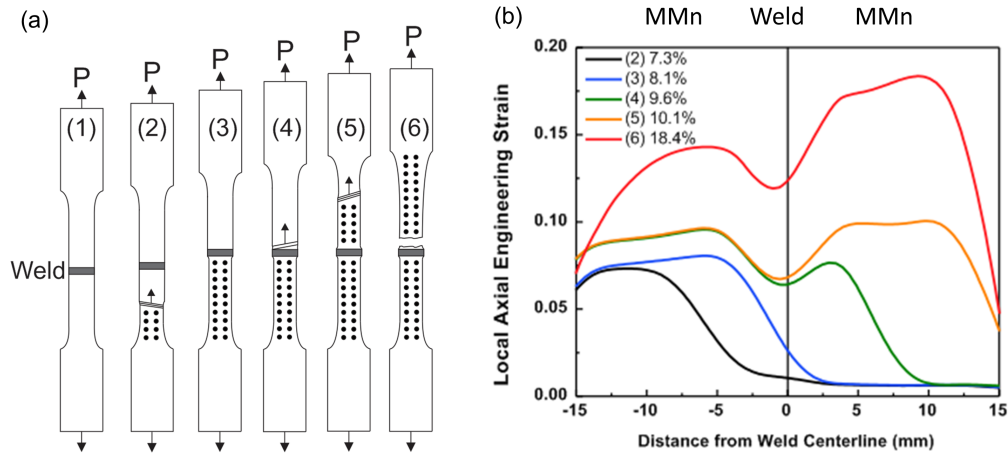 (a)
P P P P P P
(1) (2) (3) (4) (5) (6)
Weld
(b) MMn Weld MMn
0.20
0.15
0.10
0.05
0.00
Local Axial Engineering Strain
(2) 7.3%
(3) 8.1%
(4) 9.6%
(5) 10.1%
(6) 18.4%
-15 -10 -5 0 5 10 15
Distance from Weld Centerline (mm)